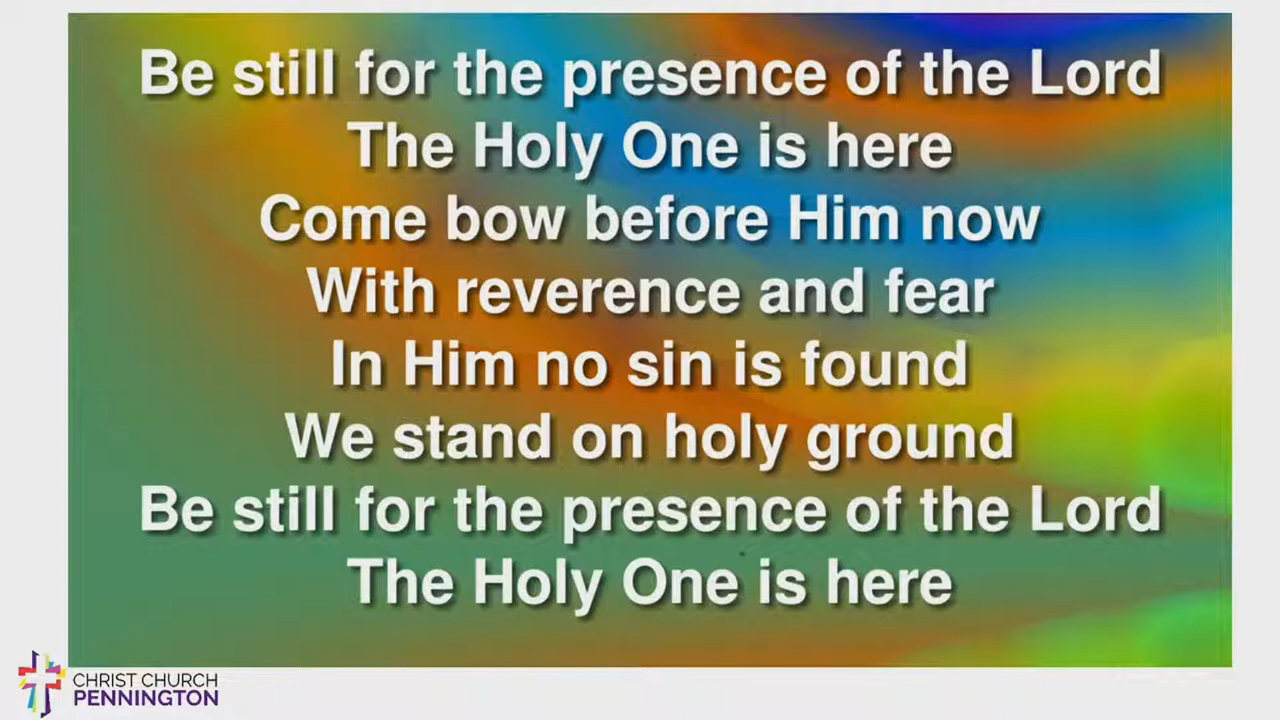 Be still for the presence of the Lord
The Holy One is here
Come bow before Him now
With reverence and fear
In Him no sin is found
We stand on holy ground
Be still for the presence of the Lord
The Holy One is here
CHRIST CHURCH
PENNINGTON